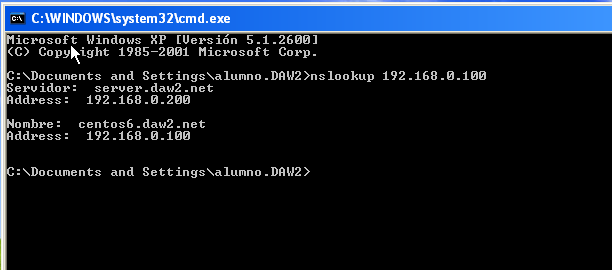 C:\WINDOWS\system32\cmd.exe
Microsoft Windows XP [Versión 5.1.2600]
(C) Copyright 1985-2001 Microsoft Corp.
C:\Documents and Settings\alumno.DAW2>nslookup 192.168.0.100
Servidor:  server.daw2.net
Address:  192.168.0.200
Nombre:  centos6.daw2.net
Address:  192.168.0.100
C:\Documents and Settings\alumno.DAW2>